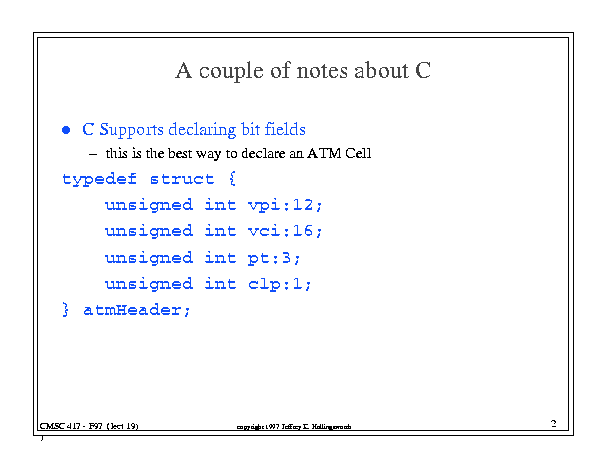 A couple of notes about C
● C Supports declaring bit fields
– this is the best way to declare an ATM Cell
typedef struct {
unsigned int vpi:12;
unsigned int vci:16;
unsigned int pt:3;
unsigned int clp:1;
} atmHeader;
CMSC 417 - F97 (lect 19)
copyright 1997 Jeffrey K. Hollingsworth
2
)